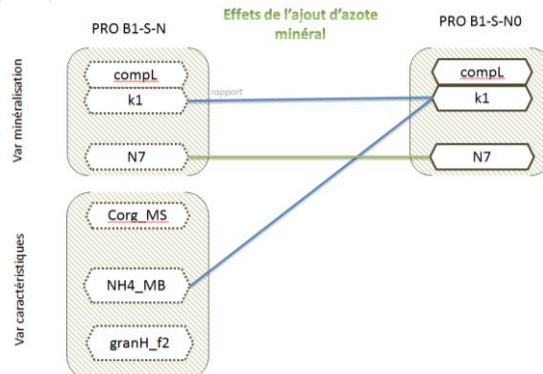 Effets de l'ajout d'azote
minéral
PRO B1-S-N
PRO B1-S-N0
Var minéralisation
compL
k1
rapport
N7
compL
k1
N7
Var caractéristiques
Corg_MS
NH4_MB
granH_f2